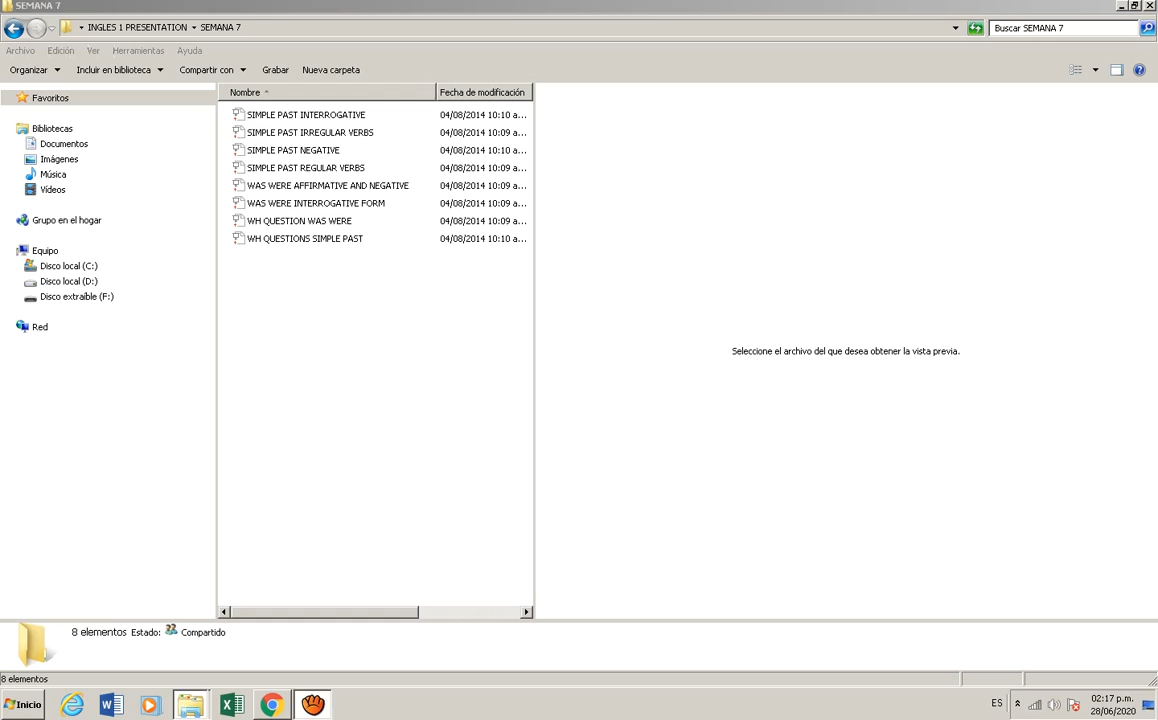 SEMANA 7
INGLES 1 PRESENTATION SEMANA 7
Buscar SEMANA 7
Archivo Edición Ver Herramientas Ayuda
Organizar Incluir en biblioteca Compartir con Grabar Nueva carpeta
Favoritos
Bibliotecas
Documentos
Imágenes
Música
Vídeos
Grupo en el hogar
Equipo
Disco local (C:)
Disco local (D:)
Disco extraíble (F:)
Red
Nombre Fecha de modificación
SIMPLE PAST INTERROGATIVE 04/08/2014 10:10 a...
SIMPLE PAST IRREGULAR VERBS 04/08/2014 10:09 a...
SIMPLE PAST NEGATIVE 04/08/2014 10:10 a...
SIMPLE PAST REGULAR VERBS 04/08/2014 10:09 a...
WAS WERE AFFIRMATIVE AND NEGATIVE 04/08/2014 10:09 a...
WAS WERE INTERROGATIVE FORM 04/08/2014 10:09 a...
WH QUESTION WAS WERE 04/08/2014 10:09 a...
WH QUESTIONS SIMPLE PAST 04/08/2014 10:10 a...
Seleccione el archivo del que desea obtener la vista previa.
8 elementos Estado: Compartido
8 elementos
Inicio
ES
02:17 p.m.
28/06/2020